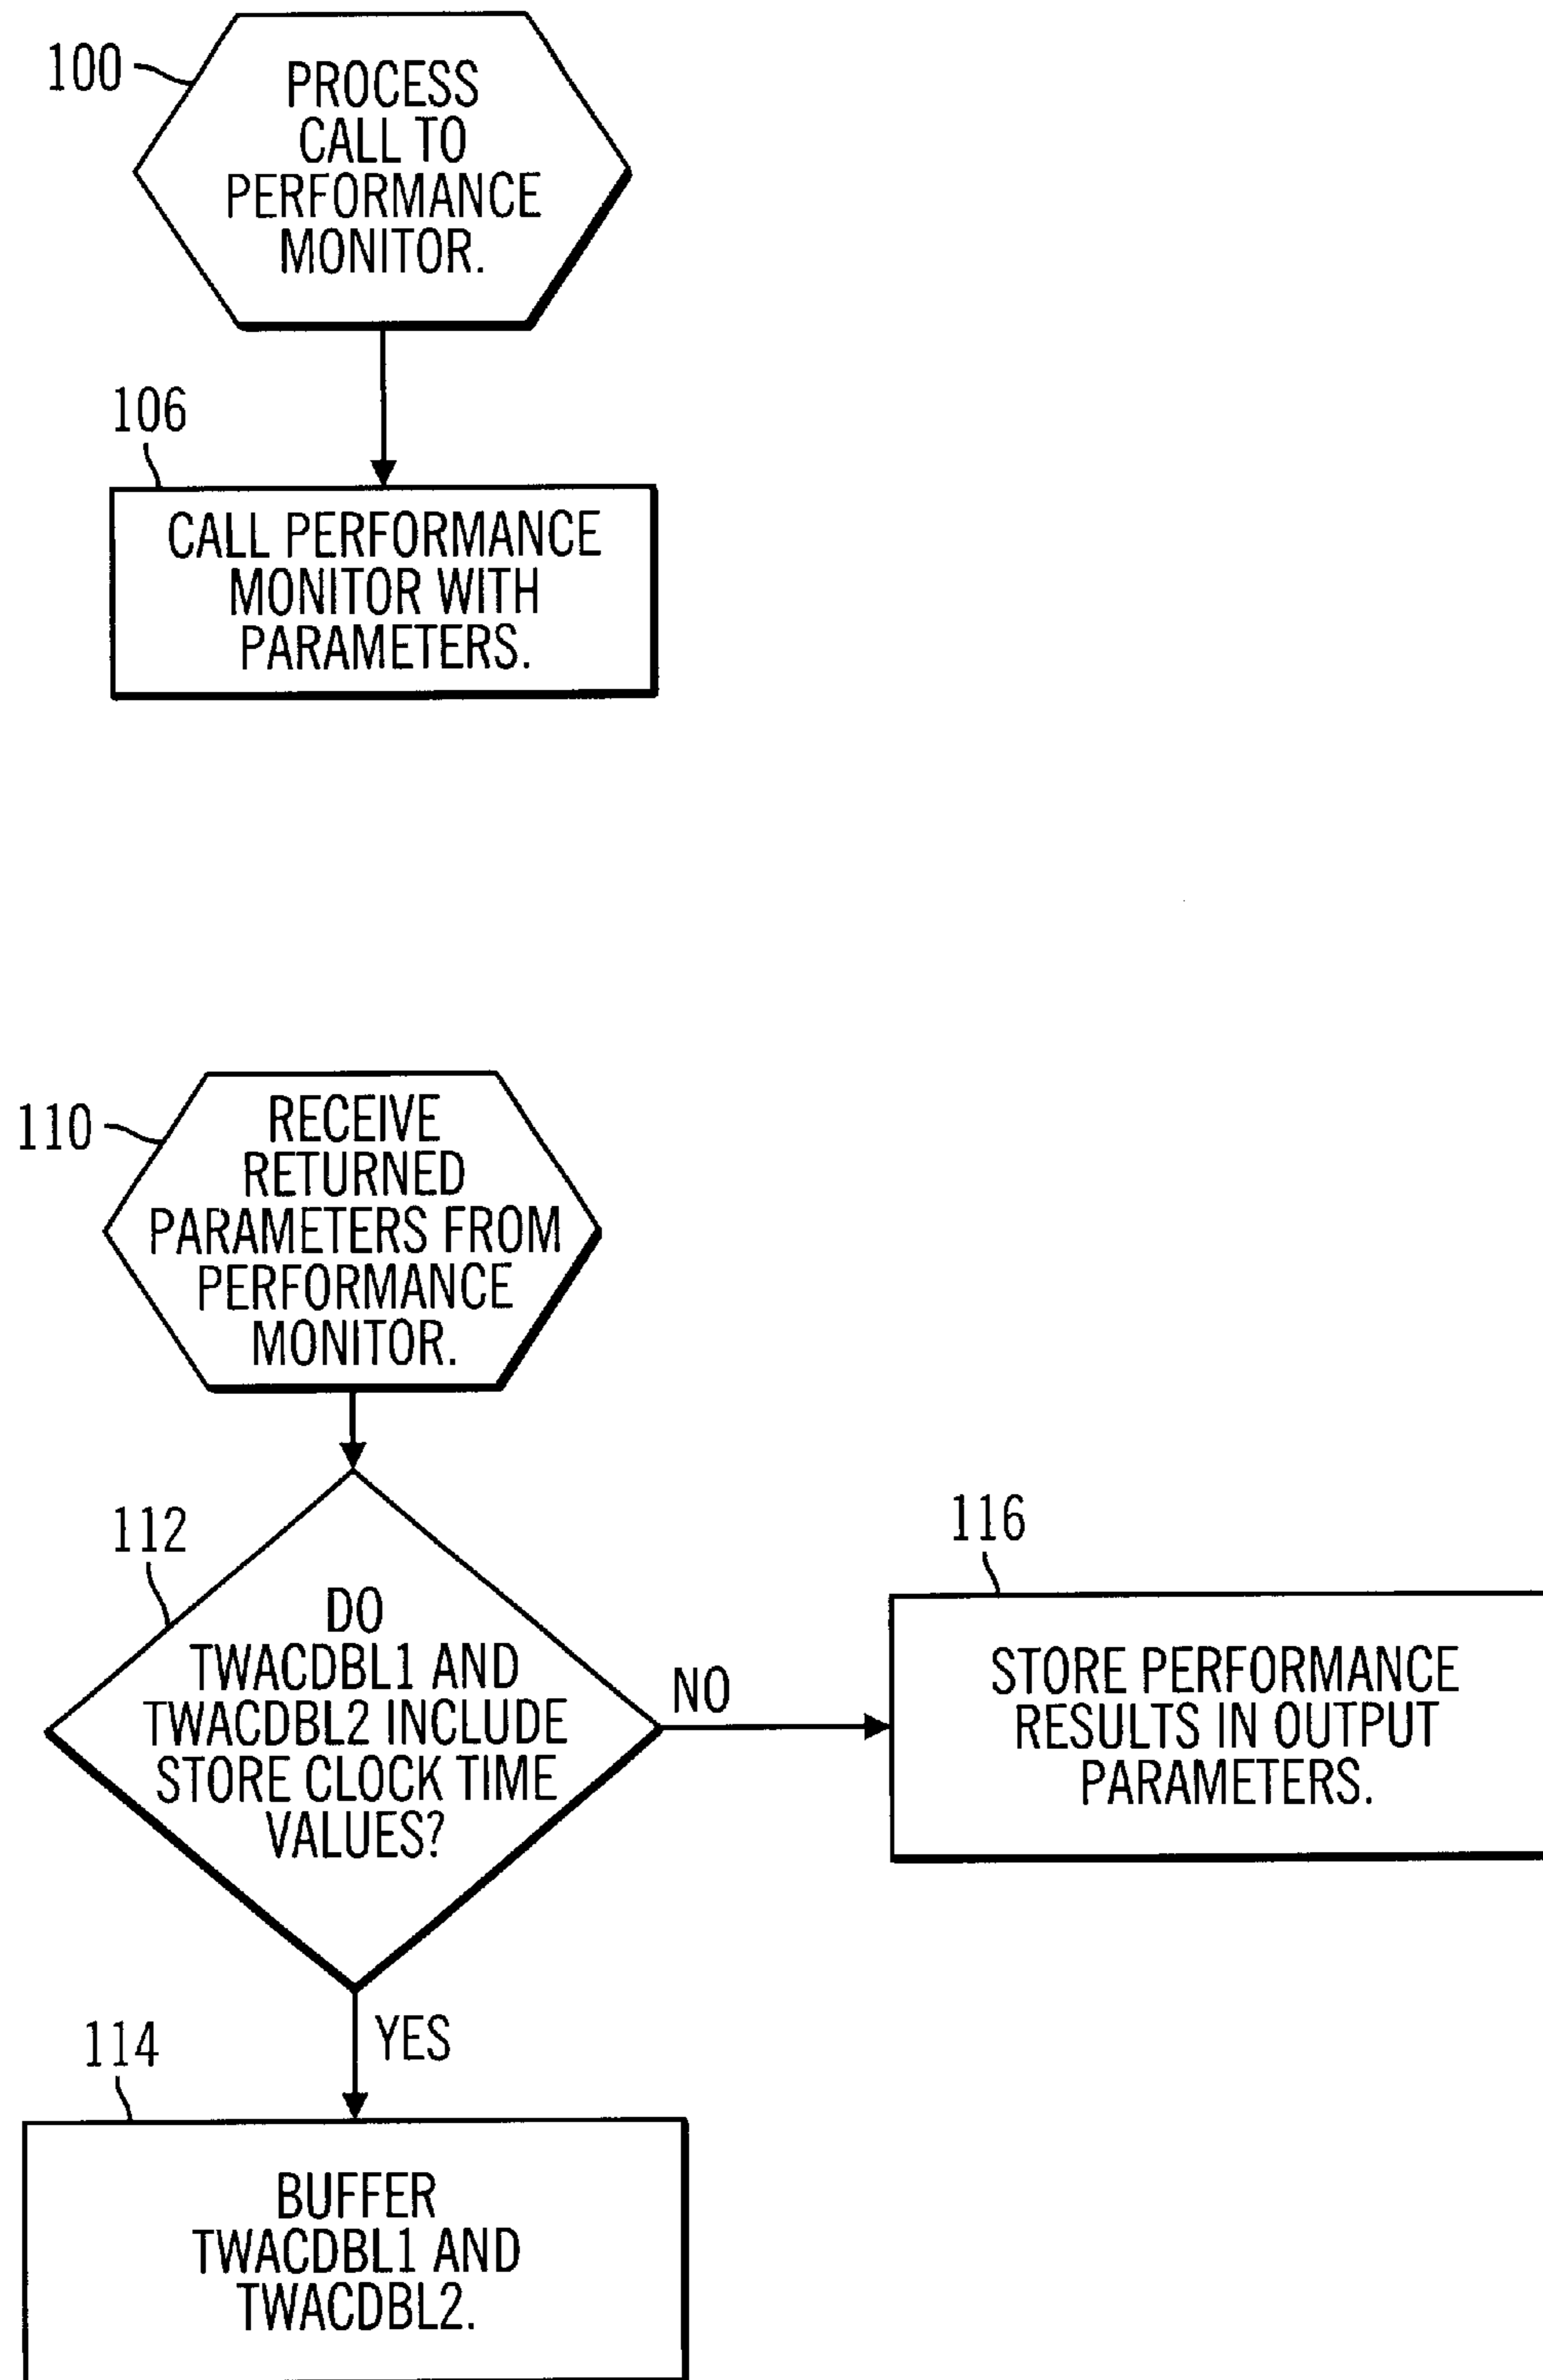 100
PROCESS
CALL TO
PERFORMANCE
MONITOR.
106
CALL PERFORMANCE
MONITOR WITH
PARAMETERS.
110
RECEIVE
RETURNED
PARAMETERS FROM
PERFORMANCE
MONITOR.
112
DO
TWACDBL1 AND
TWACDBL2 INCLUDE
STORE CLOCK TIME
VALUES?
NO
116
STORE PERFORMANCE
RESULTS IN OUTPUT
PARAMETERS.
YES
114
BUFFER
TWACDBL1 AND
TWACDBL2.